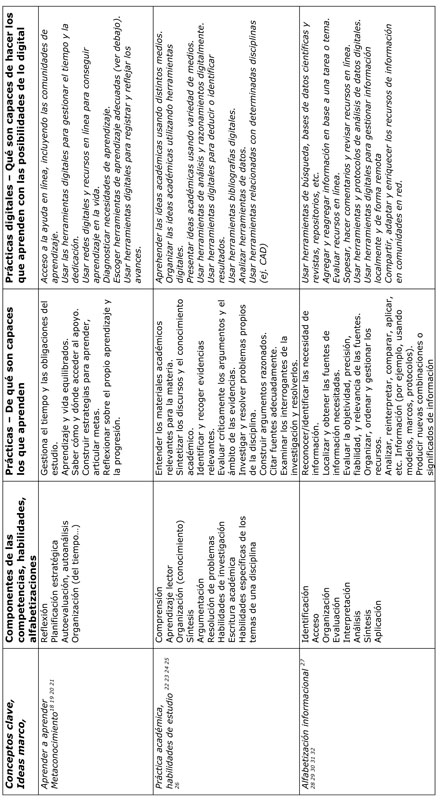 Conceptos clave,
Ideas marco,
Componentes de las
competencias, habilidades,
alfabetizaciones
Prácticas – De qué son capaces
los que aprenden
Prácticas digitales – Qué son capaces de hacer los
que aprenden con las posibilidades de lo digital
Aprender a aprender
Metaconocimiento18 19 20 21
Reflexión
Planificación estratégica
Autoevaluación, autoanálisis
Organización (del tiempo...)
Gestiona el tiempo y las obligaciones del
estudio.
Aprendizaje y vida equilibrados.
Saber cómo y dónde acceder al apoyo.
Construir estrategias para aprender,
articular metas.
Reflexionar sobre el propio aprendizaje y
la progresión.
Acceso a la ayuda en línea, incluyendo las comunidades de
aprendizaje.
Usar las herramientas digitales para gestionar el tiempo y la
dedicación.
Usar redes digitales y recursos en línea para conseguir
aprendizaje en la vida.
Diagnosticar necesidades de aprendizaje.
Escoger herramientas de aprendizaje adecuadas (ver debajo).
Usar herramientas digitales para registrar y reflejar los
avances.
Práctica académica,
habilidades de estudio 22 23 24 25
26
Comprensión
Aprendizaje lector
Organización (conocimiento)
Síntesis
Argumentación
Resolución de problemas
Habilidades de investigación
Escritura académica
Habilidades específicas de los
temas de una disciplina
Entender los materiales académicos
relevantes para la materia.
Sintetizar los discursos y el conocimiento
académico.
Identificar y recoger evidencias
relevantes.
Evaluar críticamente los argumentos y el
ámbito de las evidencias.
Investigar y resolver problemas propios
de la disciplina.
Construir argumentos razonados.
Citar fuentes adecuadamente.
Examinar los interrogantes de la
investigación y resolverlos.
Aprehender las ideas académicas usando distintos medios.
Organizar las ideas académicas utilizando herramientas
digitales.
Presentar ideas académicas usando variedad de medios.
Usar herramientas de análisis y razonamientos digitalmente.
Usar herramientas digitales para deducir o identificar
resultados.
Usar herramientas bibliografías digitales.
Analizar herramientas de datos.
Usar herramientas relacionadas con determinadas disciplinas
(ej. CAD)
Alfabetización informacional 27
28 29 30 31 32
Identificación
Acceso
Organización
Evaluación
Interpretación
Análisis
Síntesis
Aplicación
Reconocer/identificar las necesidad de
información.
Localizar y obtener las fuentes de
información necesitadas.
Evaluar la objetividad, precisión,
fiabilidad, y relevancia de las fuentes.
Organizar, ordenar y gestionar los
recursos.
Analizar, reinterpretar, comparar, aplicar,
etc. Información (por ejemplo, usando
modelos, marcos, protocolos).
Producir nuevas combinaciones o
significados de información
Usar herramientas de búsqueda, bases de datos científicas y
revistas, repositorios, etc.
Agregar y reagregar información en base a una tarea o tema.
Evaluar recursos en línea.
Sopesar, hacer comentarios y revisar recursos en línea.
Usar herramientas y protocolos de análisis de datos digitales.
Usar herramientas digitales para gestionar información
localmente y de forma remota
Compartir, adaptar y enriquecer los recursos de información
en comunidades en red.